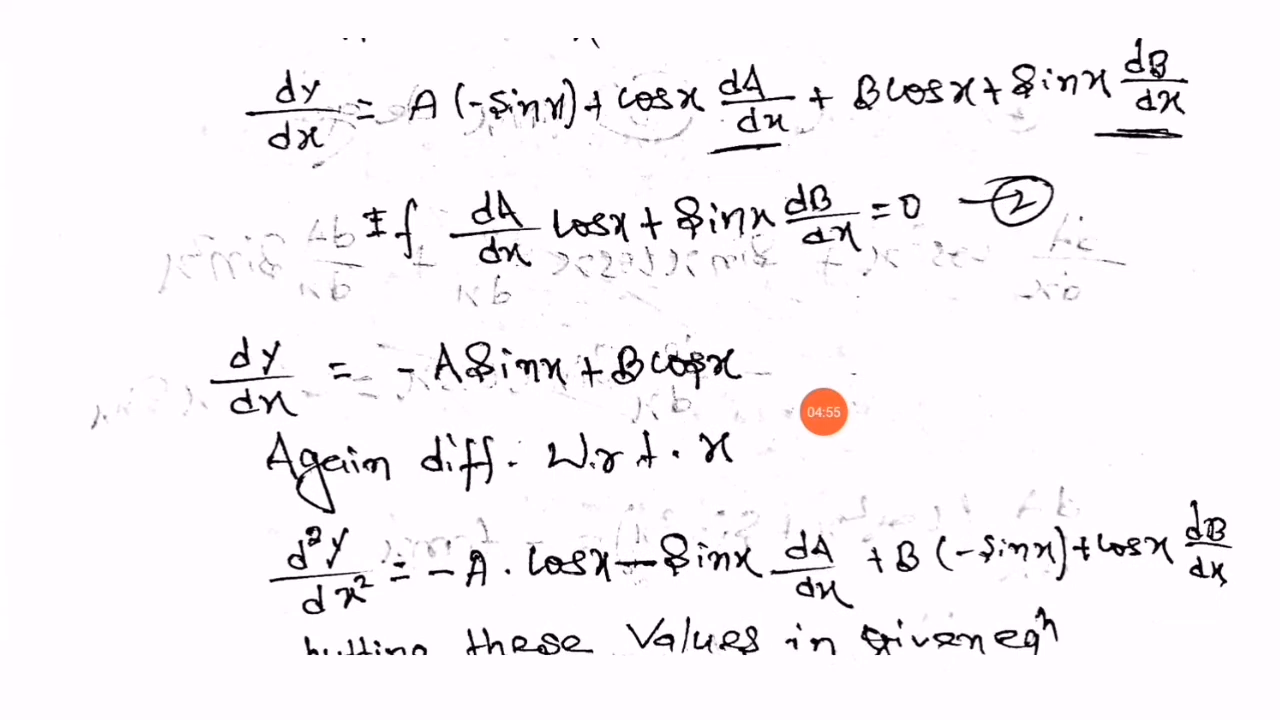 dy/dx = A (-Sinx) + cosx dA/dx + B cosx + Sinx dB/dx
If dA/dx cosx + Sinx dB/dx = 0 — ②
dy/dx = - A Sinx + B cosx
04:55
Again diff. W.r.t. x
d²y/dx² = - A . cosx - Sinx dA/dx + B (-Sinx) + cosx dB/dx
putting these Values in given eqⁿ